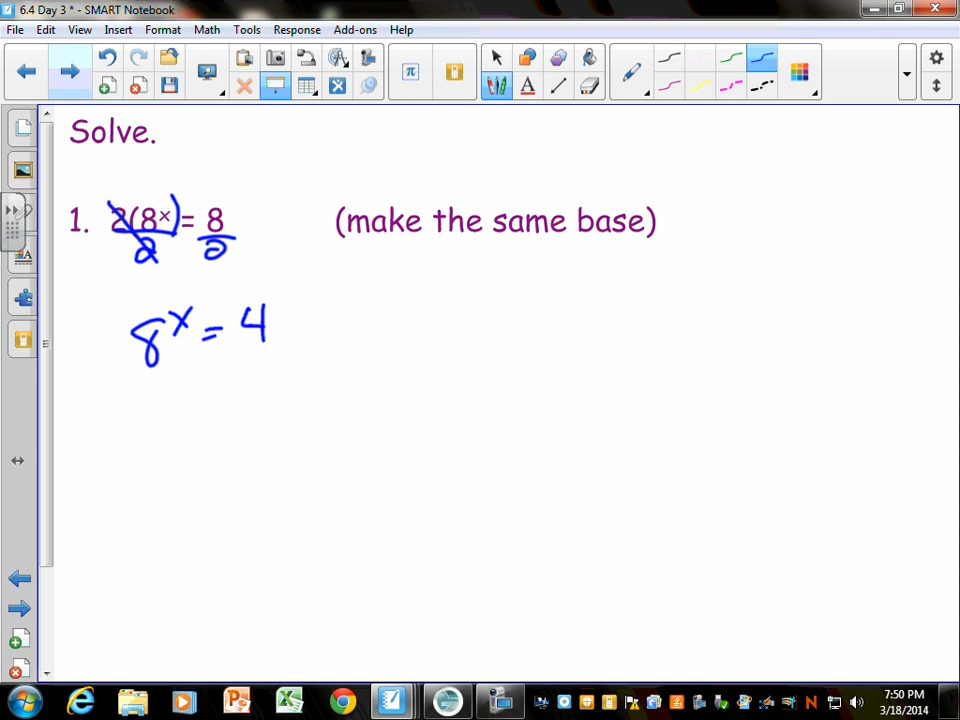 6.4 Day 3 * - SMART Notebook
File Edit View Insert Format Math Tools Response Add-ons Help
Solve.
1. 2(8ˣ) = 8 (make the same base)
2 2
8ˣ = 4
7:50 PM
3/18/2014